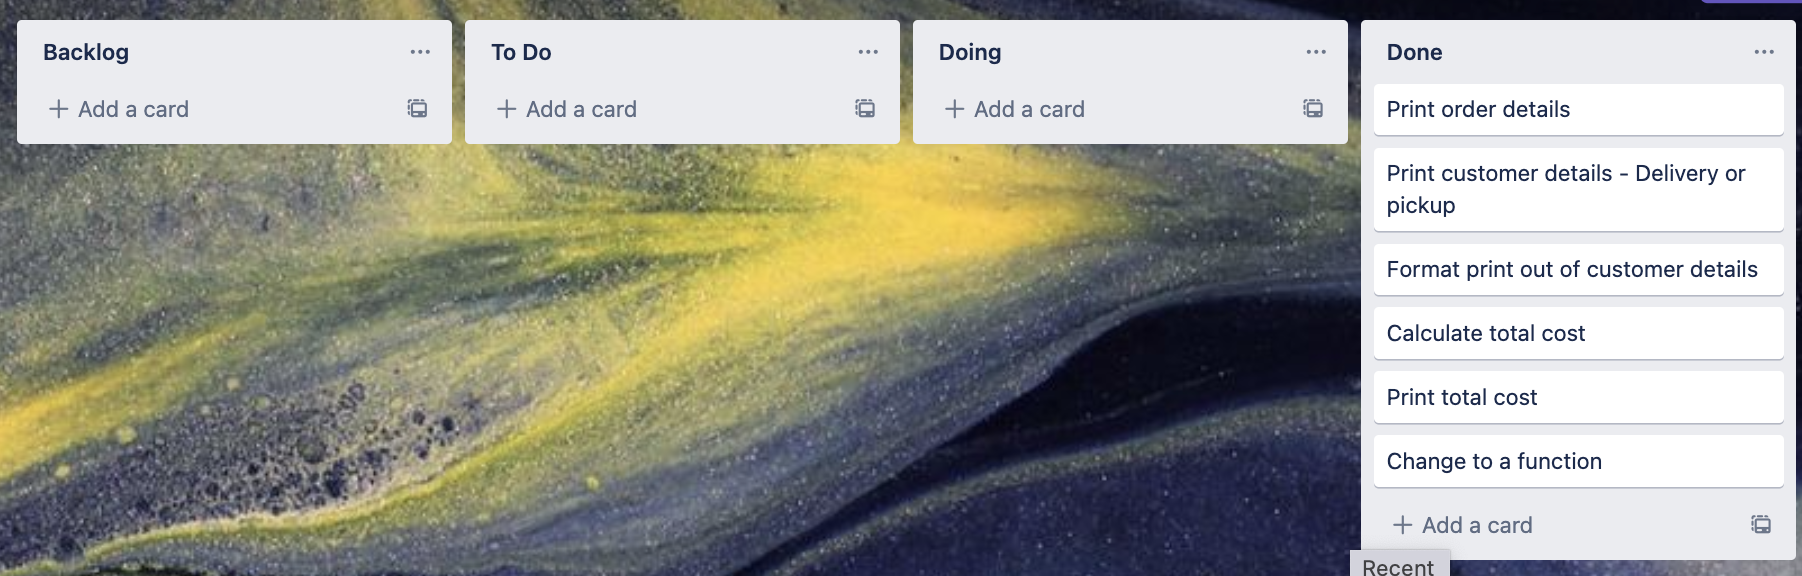 Backlog
Add a card
To Do
Add a card
Doing
Add a card
Done
Print order details
Print customer details - Delivery or
pickup
Format print out of customer details
Calculate total cost
Print total cost
Change to a function
Add a card
Recent